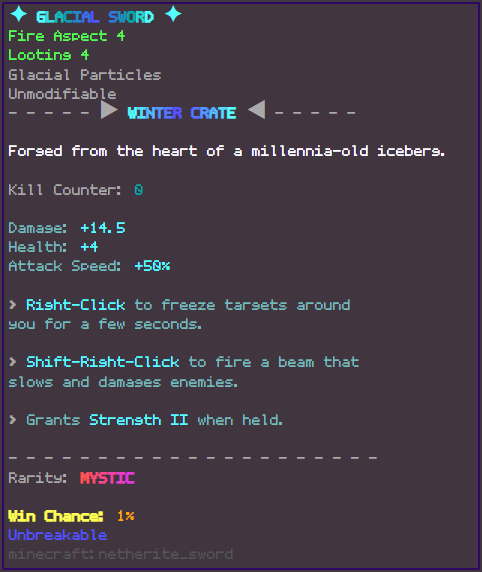 ✦ GLACIAL SWORD ✦
Fire Aspect 4
Looting 4
Glacial Particles
Unmodifiable
- - - - - ▶ WINTER CRATE ◀ - - - - -
Forged from the heart of a millennia-old iceberg.
Kill Counter: 0
Damage: +14.5
Health: +4
Attack Speed: +50%
> Right-Click to freeze targets around
you for a few seconds.
> Shift-Right-Click to fire a beam that
slows and damages enemies.
> Grants Strength II when held.
- - - - - - - - - - - - - - - - - - - - - -
Rarity: MYSTIC
Win Chance: 1%
Unbreakable
minecraft:netherite_sword